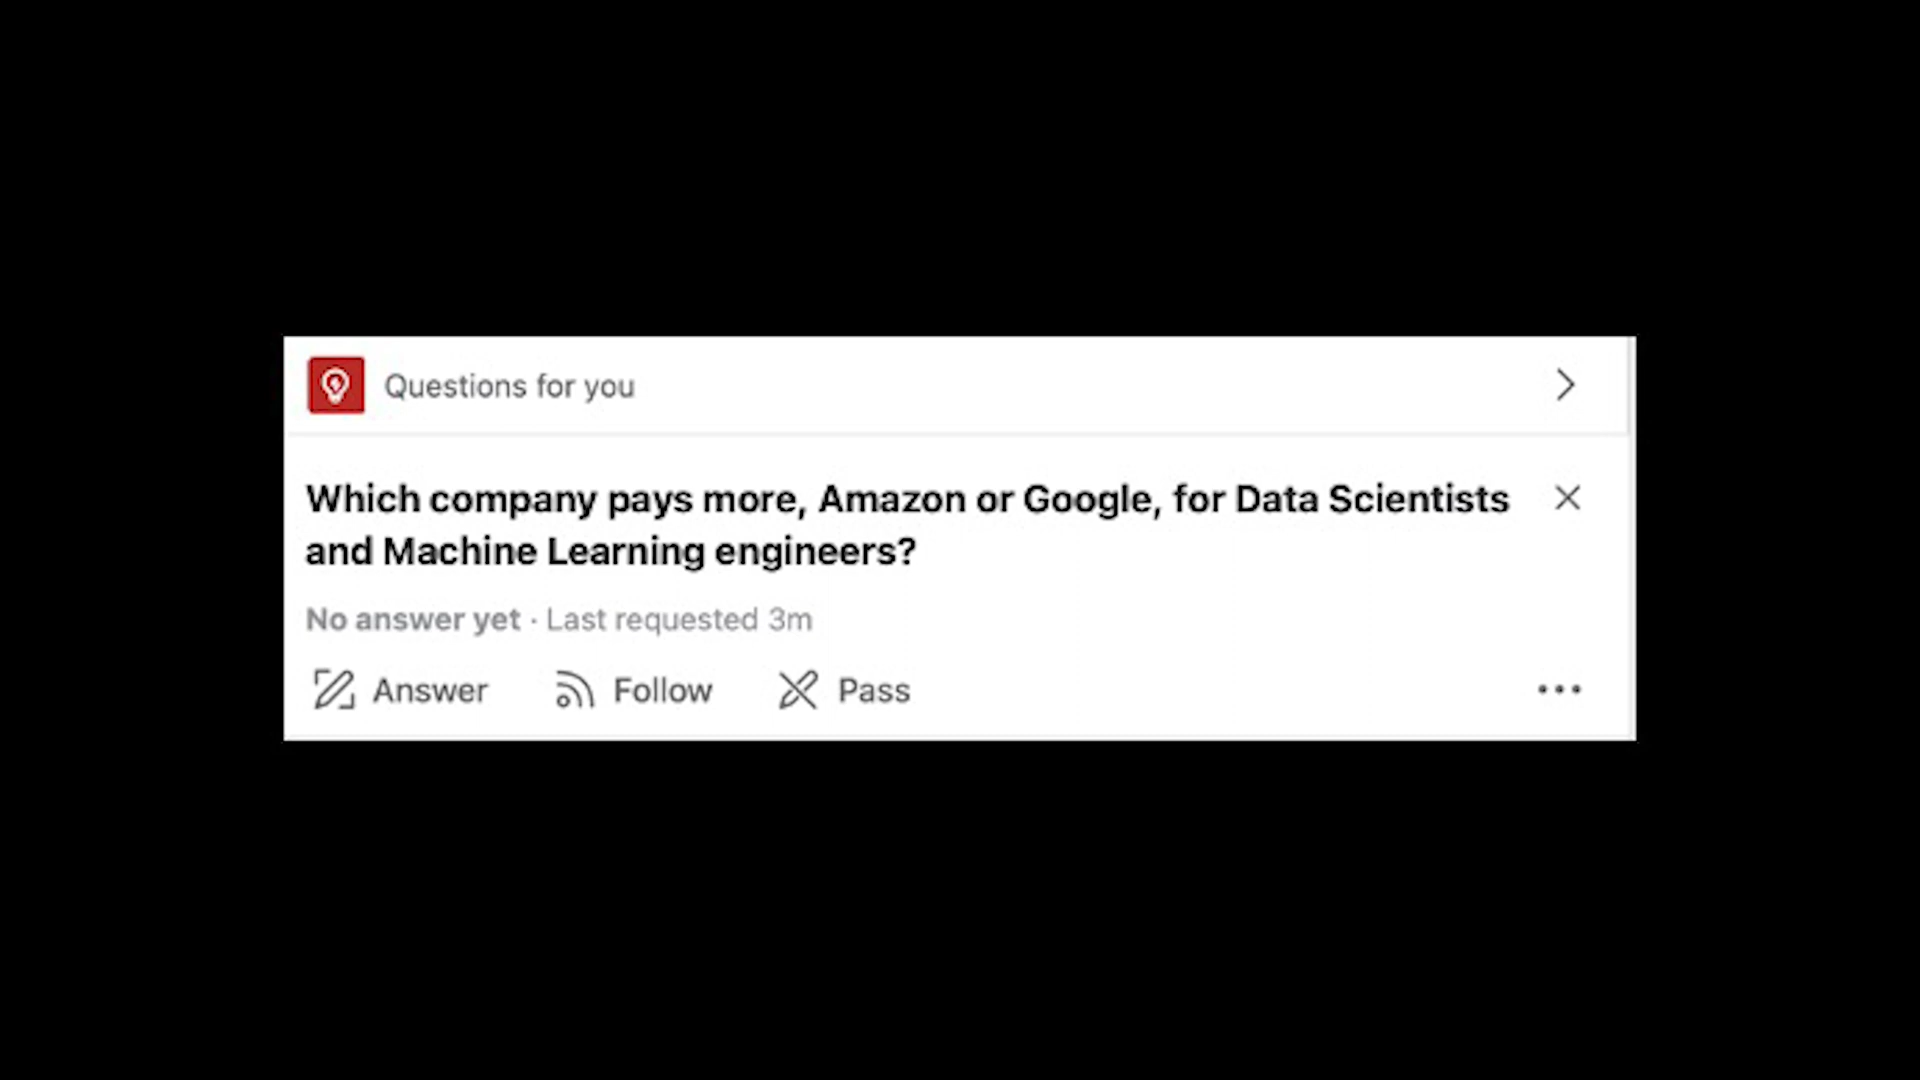 Questions for you
Which company pays more, Amazon or Google, for Data Scientists
and Machine Learning engineers?
No answer yet · Last requested 3m
Answer Follow Pass